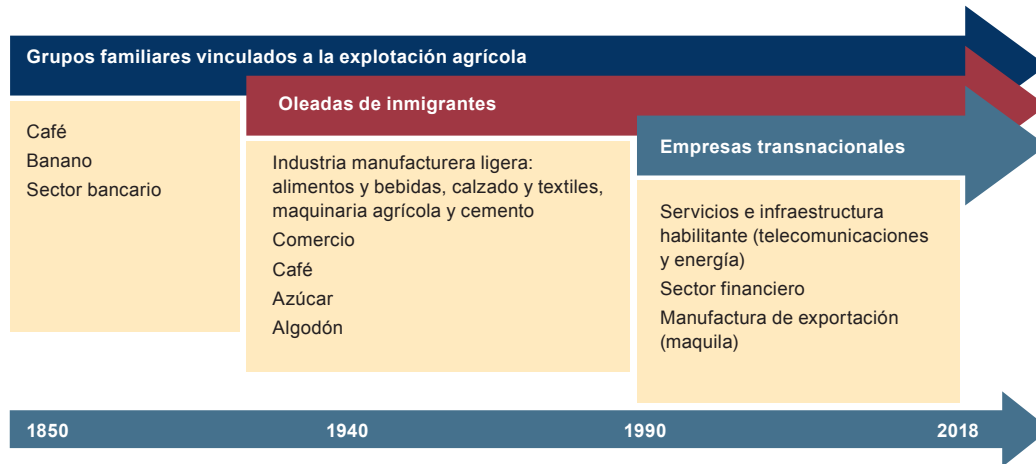 Grupos familiares vinculados a la explotación agrícola
Café
Banano
Sector bancario
Oleadas de inmigrantes
Industria manufacturera ligera:
alimentos y bebidas, calzado y textiles,
maquinaria agrícola y cemento
Comercio
Café
Azúcar
Algodón
Empresas transnacionales
Servicios e infraestructura
habilitante (telecomunicaciones
y energía)
Sector financiero
Manufactura de exportación
(maquila)
1850 1940 1990 2018